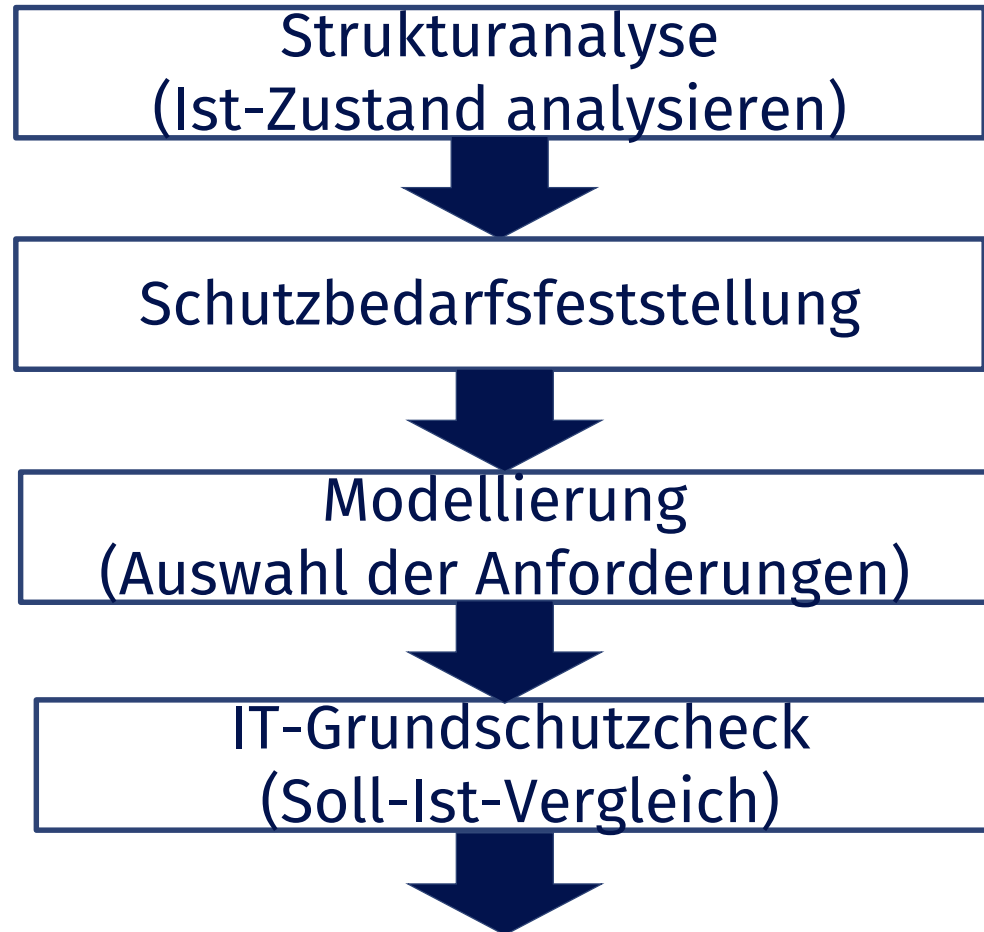 Strukturanalyse
(Ist-Zustand analysieren)
Schutzbedarfsfeststellung
Modellierung
(Auswahl der Anforderungen)
IT-Grundschutzcheck
(Soll-Ist-Vergleich)